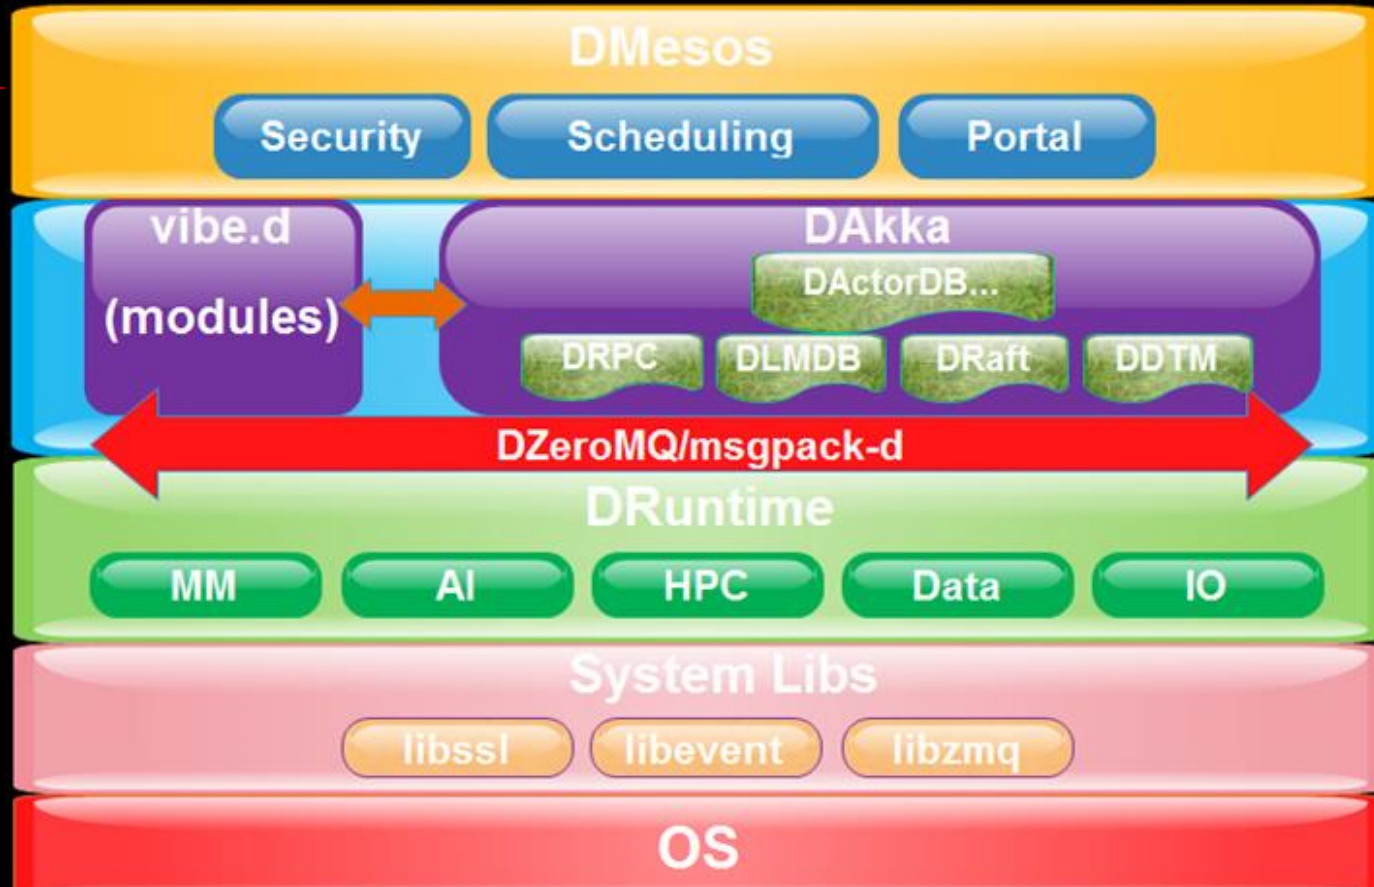 DMesos
Security Scheduling Portal
vibe.d
(modules)
DAkka
DActorDB...
DRPC DLMDB DRaft DDTM
DZeroMQ/msgpack-d
DRuntime
MM AI HPC Data IO
System Libs
libssl libevent libzmq
OS